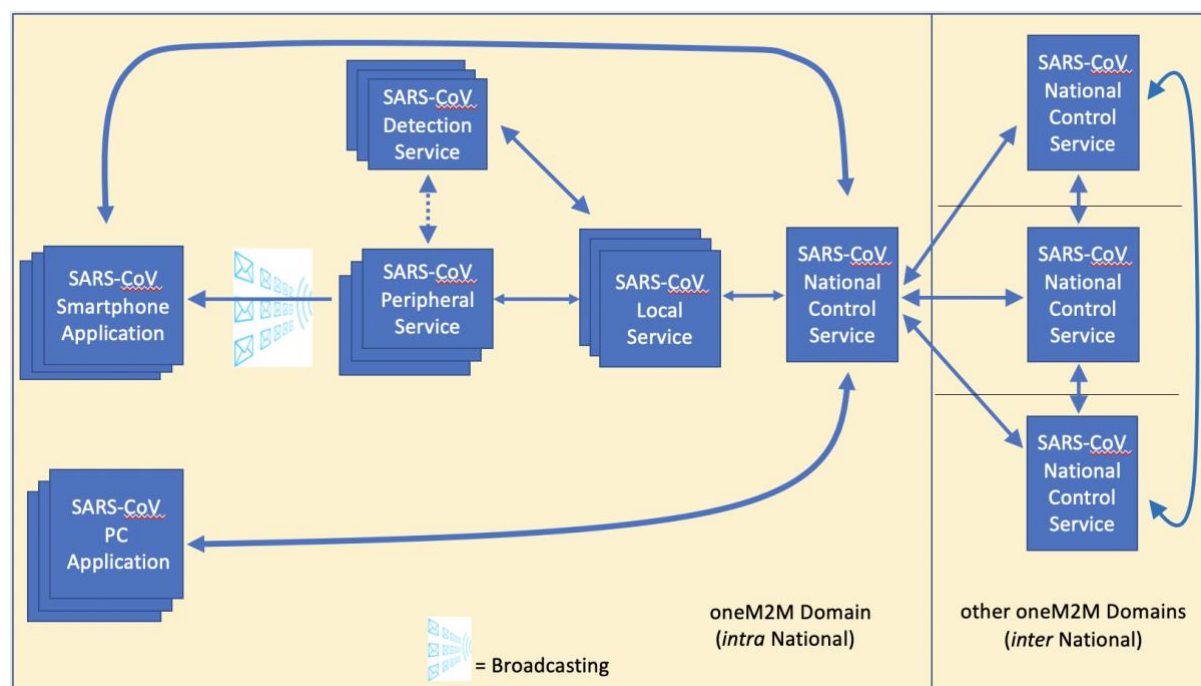 SARS-CoV
Detection
Service
SARS-CoV
Smartphone
Application
SARS-CoV
Peripheral
Service
SARS-CoV
Local
Service
SARS-CoV
National
Control
Service
SARS-CoV
National
Control
Service
SARS-CoV
National
Control
Service
SARS-CoV
National
Control
Service
SARS-CoV
PC
Application
= Broadcasting
oneM2M Domain
(intra National)
other oneM2M Domains
(inter National)